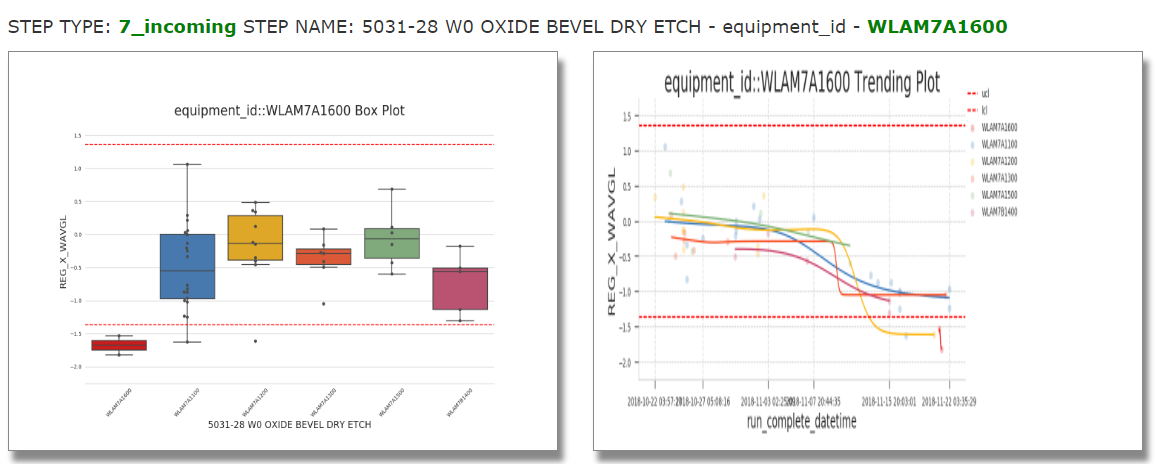 STEP TYPE: 7_incoming STEP NAME: 5031-28 W0 OXIDE BEVEL DRY ETCH - equipment_id - WLAM7A1600
equipment_id::WLAM7A1600 Box Plot
REG_X_WAVGL
1.5
1.0
0.5
0.0
−0.5
−1.0
−1.5
−2.0
WLAM7A1600 WLAM7A1100 WLAM7A1200 WLAM7A1300 WLAM7A1500 WLAM7B1400
5031-28 W0 OXIDE BEVEL DRY ETCH
equipment_id::WLAM7A1600 Trending Plot
REG_X_WAVGL
1.5
1.0
0.5
0.0
−0.5
−1.0
−1.5
−2.0
2018-10-22 03:57: 2018-10-27 05:08:16 2018-11-03 02:25 2018-11-07 20:44:35 2018-11-15 20:03:01 2018-11-22 03:35:29
run_complete_datetime
ucl
lcl
WLAM7A1600
WLAM7A1100
WLAM7A1200
WLAM7A1300
WLAM7A1500
WLAM7B1400